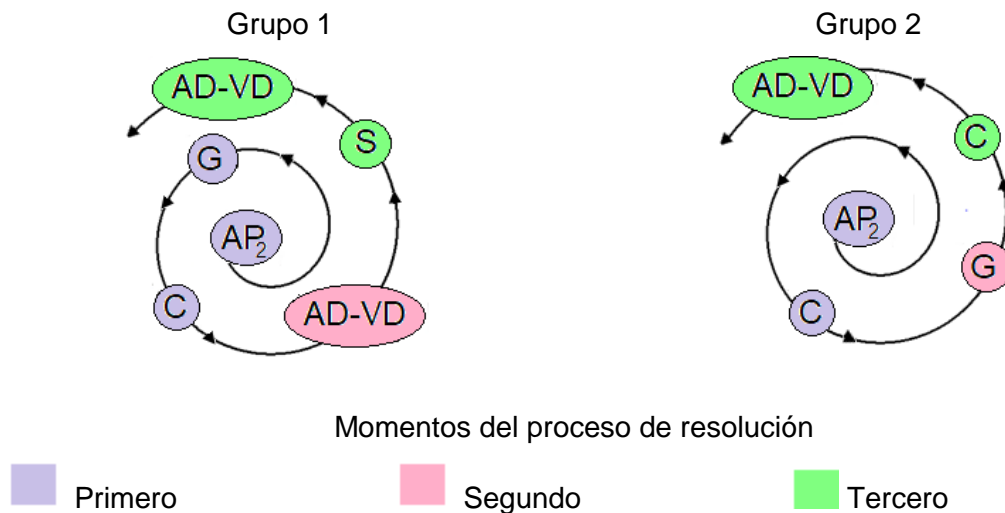 Grupo 1
Grupo 2
AD-VD
S
G
AP2
C
AD-VD
AD-VD
C
AP2
G
C
Momentos del proceso de resolución
Primero
Segundo
Tercero